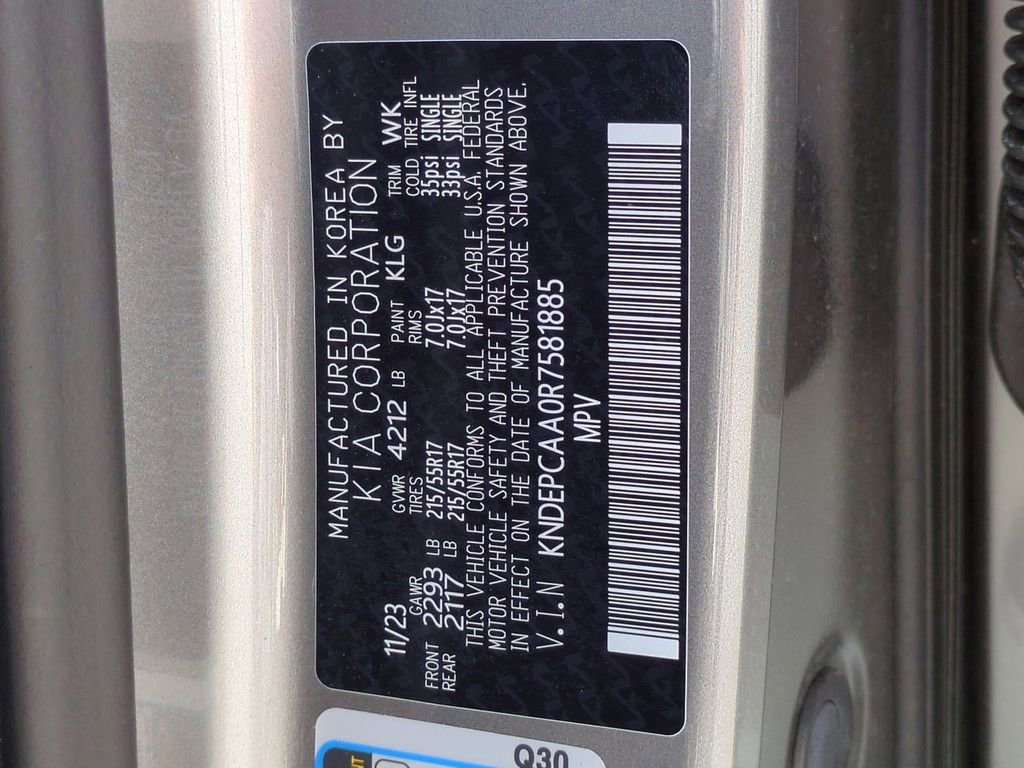 MANUFACTURED IN KOREA BY
KIA CORPORATION
11/23 GVWR 4212 LB PAINT KLG TRIM WK
GAWR TIRES RIMS COLD TIRE INFL
FRONT 2293 LB 215/55R17 7.0Jx17 35psi SINGLE
REAR 2117 LB 215/55R17 7.0Jx17 33psi SINGLE
THIS VEHICLE CONFORMS TO ALL APPLICABLE U.S.A. FEDERAL
MOTOR VEHICLE SAFETY AND THEFT PREVENTION STANDARDS
IN EFFECT ON THE DATE OF MANUFACTURE SHOWN ABOVE.
V.I.N KNDEPCAA0R7581885
MPV
Q30